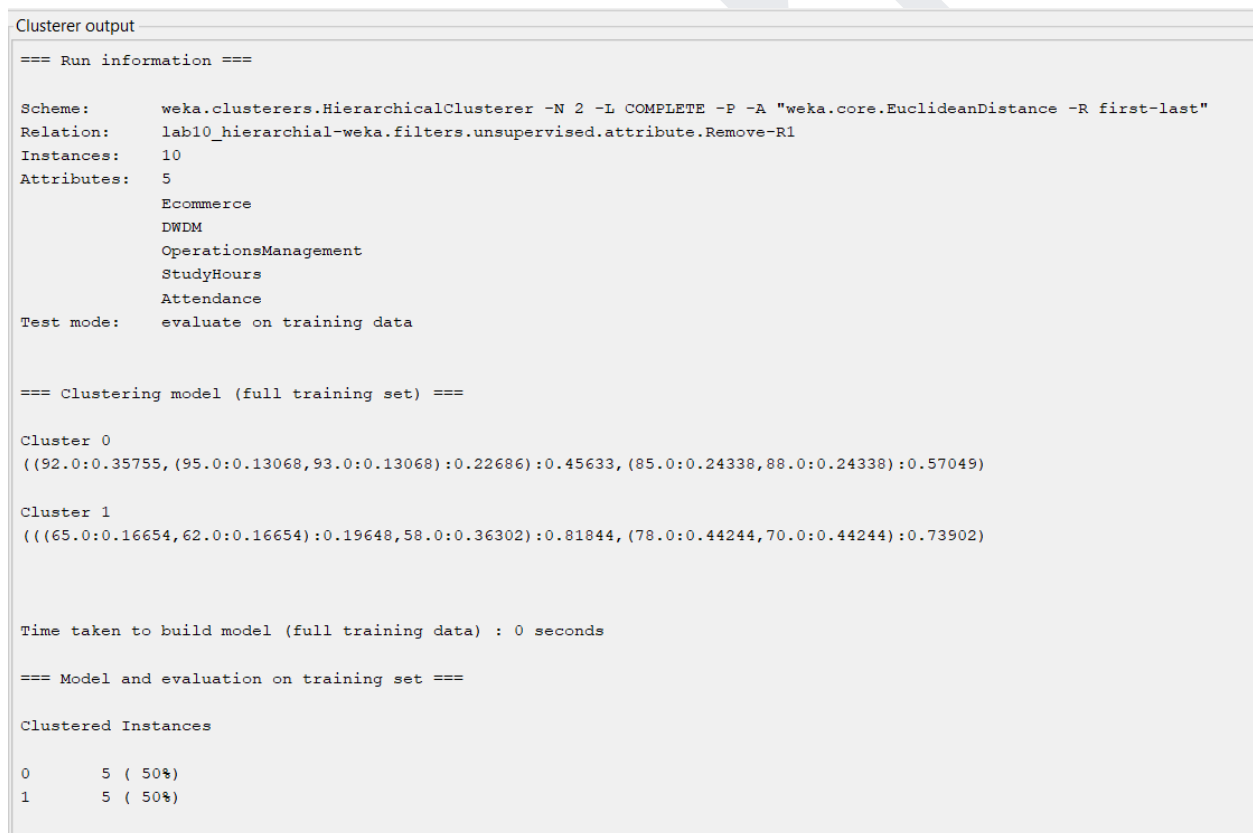 Clusterer output
=== Run information ===
Scheme: weka.clusterers.HierarchicalClusterer -N 2 -L COMPLETE -P -A "weka.core.EuclideanDistance -R first-last"
Relation: lab10_hierarchial-weka.filters.unsupervised.attribute.Remove-R1
Instances: 10
Attributes: 5
Ecommerce
DWDM
OperationsManagement
StudyHours
Attendance
Test mode: evaluate on training data
=== Clustering model (full training set) ===
Cluster 0
((92.0:0.35755,(95.0:0.13068,93.0:0.13068):0.22686):0.45633,(85.0:0.24338,88.0:0.24338):0.57049)
Cluster 1
(((65.0:0.16654,62.0:0.16654):0.19648,58.0:0.36302):0.81844,(78.0:0.44244,70.0:0.44244):0.73902)
Time taken to build model (full training data) : 0 seconds
=== Model and evaluation on training set ===
Clustered Instances
0 5 ( 50%)
1 5 ( 50%)